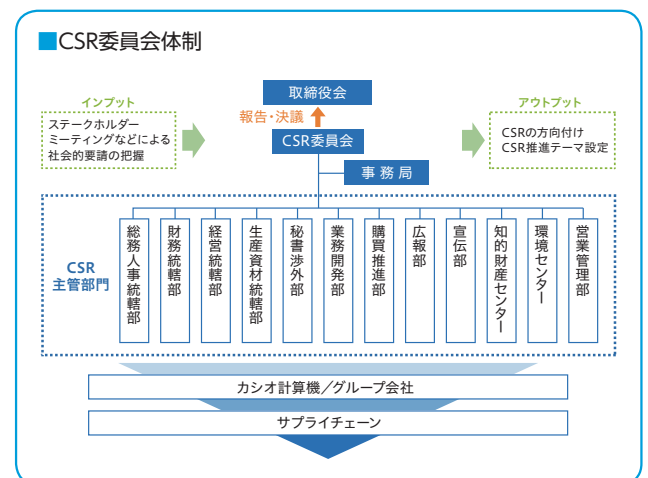 ■CSR委員会体制
取締役会
報告・決議
CSR委員会
事務局
インプット
ステークホルダー
ミーティングなどによる
社会的要請の把握
アウトプット
CSRの方向付け
CSR推進テーマ設定
CSR
主管部門
総務人事統轄部
財務統轄部
経営統轄部
生産資材統轄部
秘書渉外部
業務開発部
購買推進部
広報部
宣伝部
知的財産センター
環境センター
営業管理部
カシオ計算機／グループ会社
サプライチェーン